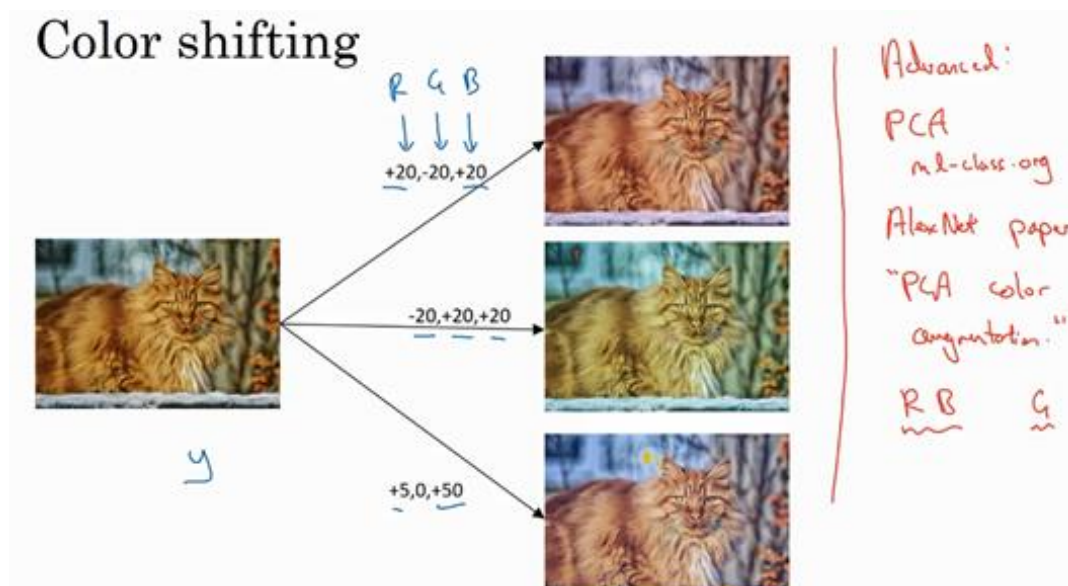 Color shifting
R G B
+20,-20,+20
-20,+20,+20
y
+5,0,+50
Advanced:
PCA
ml-class.org
AlexNet paper
"PCA color
augmentation."
R B G